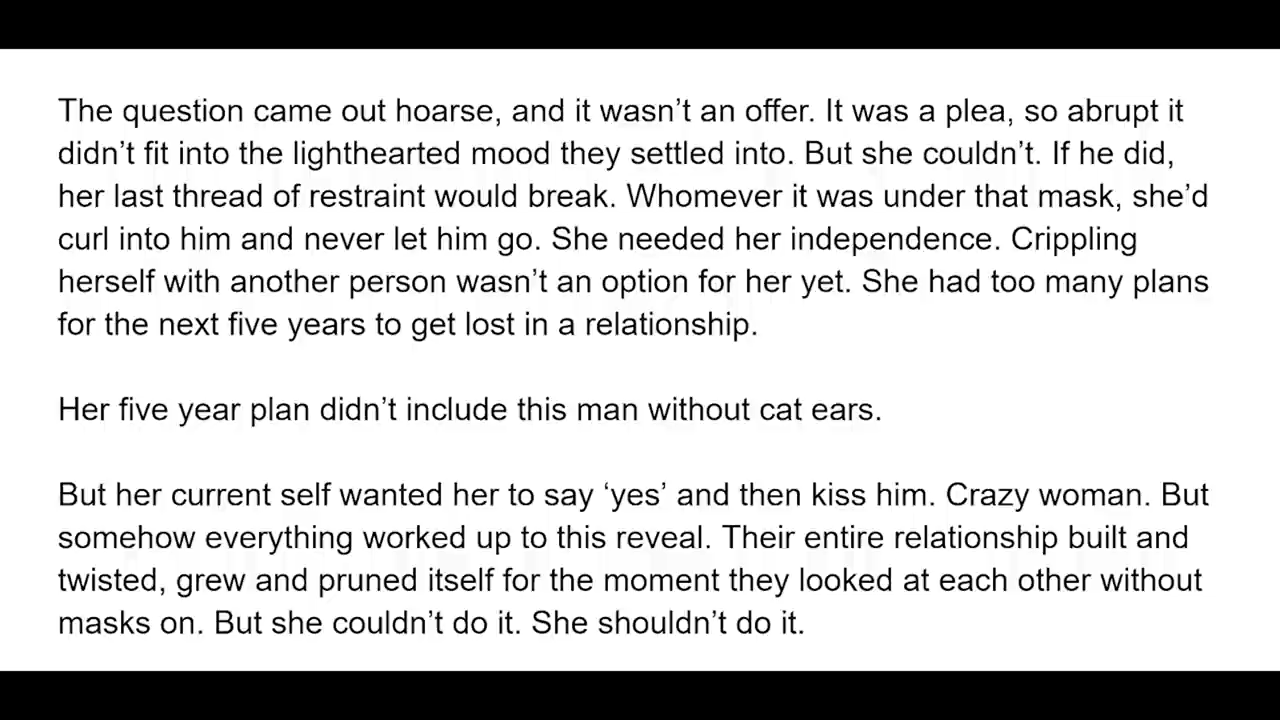 The question came out hoarse, and it wasn’t an offer. It was a plea, so abrupt it
didn’t fit into the lighthearted mood they settled into. But she couldn’t. If he did,
her last thread of restraint would break. Whomever it was under that mask, she’d
curl into him and never let him go. She needed her independence. Crippling
herself with another person wasn’t an option for her yet. She had too many plans
for the next five years to get lost in a relationship.
Her five year plan didn’t include this man without cat ears.
But her current self wanted her to say ‘yes’ and then kiss him. Crazy woman. But
somehow everything worked up to this reveal. Their entire relationship built and
twisted, grew and pruned itself for the moment they looked at each other without
masks on. But she couldn’t do it. She shouldn’t do it.